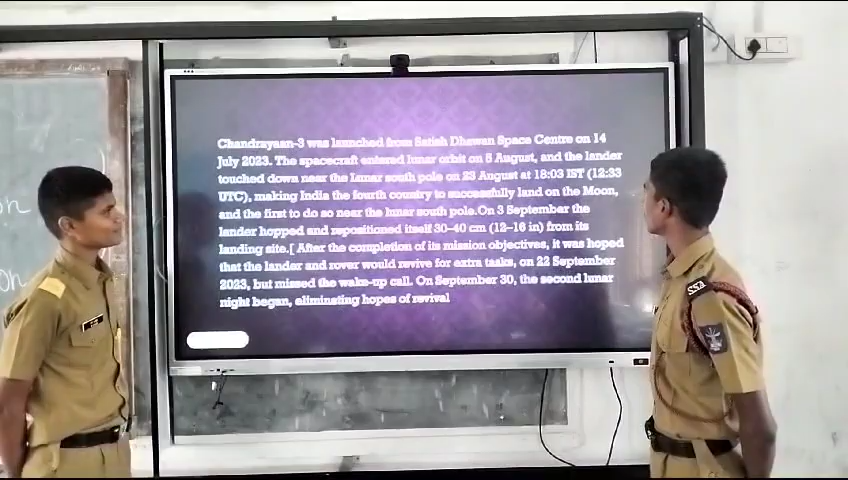 Chandrayaan-3 was launched from Satish Dhawan Space Centre on 14
July 2023. The spacecraft entered lunar orbit on 5 August, and the lander
touched down near the lunar south pole on 23 August at 18:03 IST (12:33
UTC), making India the fourth country to successfully land on the Moon,
and the first to do so near the lunar south pole.On 3 September the
lander hopped and repositioned itself 30–40 cm (12–16 in) from its
landing site.[ After the completion of its mission objectives, it was hoped
that the lander and rover would revive for extra tasks, on 22 September
2023, but missed the wake-up call. On September 30, the second lunar
night began, eliminating hopes of revival
on
on
SSA